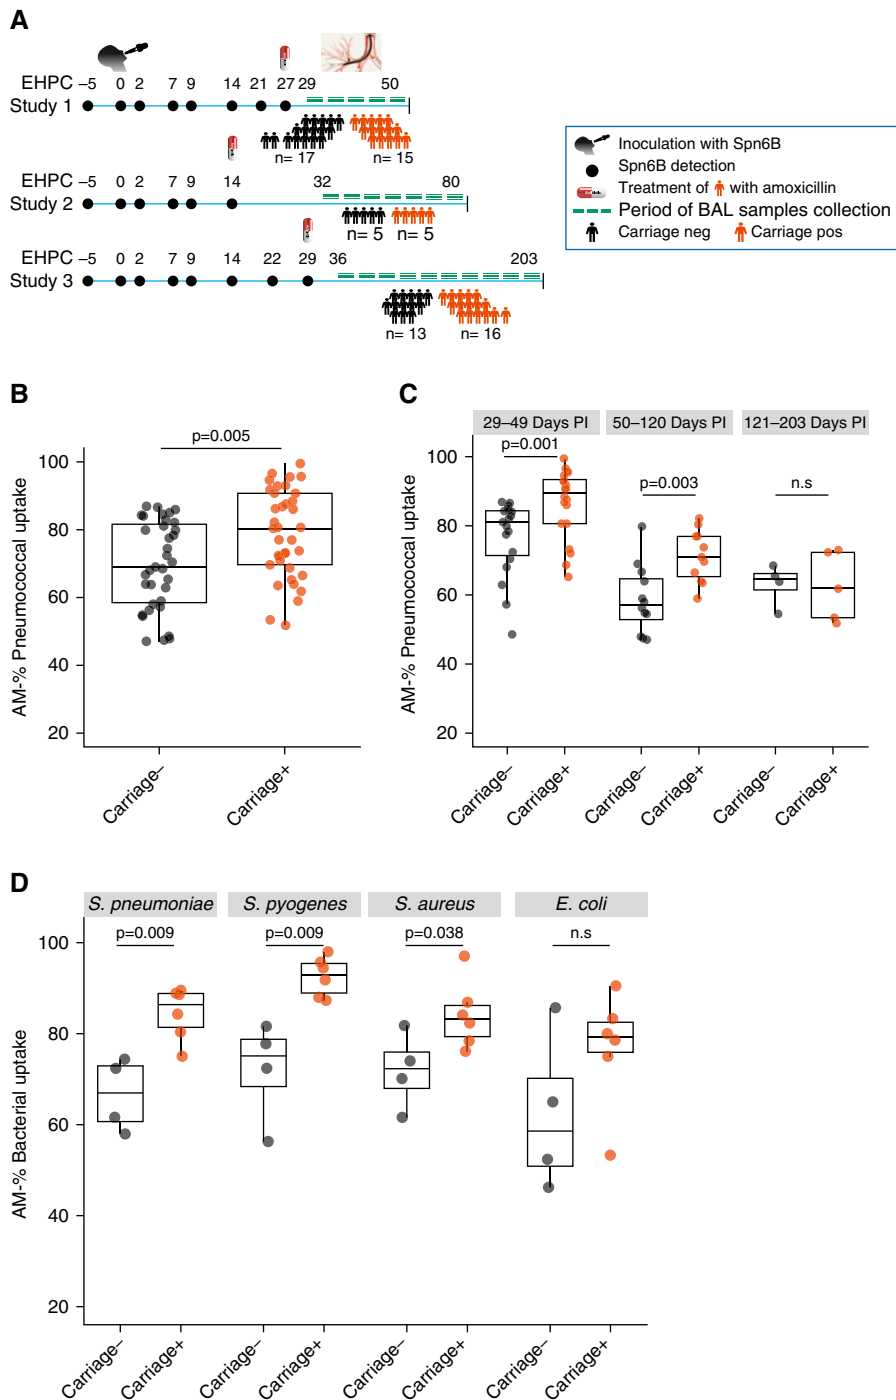 A
EHPC –5 0 2 7 9 14 21 27 29 50
Study 1
n= 17 n= 15
EHPC –5 0 2 7 9 14 32 80
Study 2
n= 5 n= 5
EHPC –5 0 2 7 9 14 22 29 36 203
Study 3
n= 13 n= 16
Inoculation with Spn6B
Spn6B detection
Treatment of with amoxicillin
Period of BAL samples collection
Carriage neg Carriage pos
B
AM-% Pneumococcal uptake
100
80
60
40
20
p=0.005
Carriage– Carriage+
C
AM-% Pneumococcal uptake
100
80
60
40
20
29–49 Days PI 50–120 Days PI 121–203 Days PI
p=0.001 p=0.003 n.s
Carriage– Carriage+ Carriage– Carriage+ Carriage– Carriage+
D
AM-% Bacterial uptake
100
80
60
40
20
S. pneumoniae S. pyogenes S. aureus E. coli
p=0.009 p=0.009 p=0.038 n.s
Carriage– Carriage+ Carriage– Carriage+ Carriage– Carriage+ Carriage– Carriage+